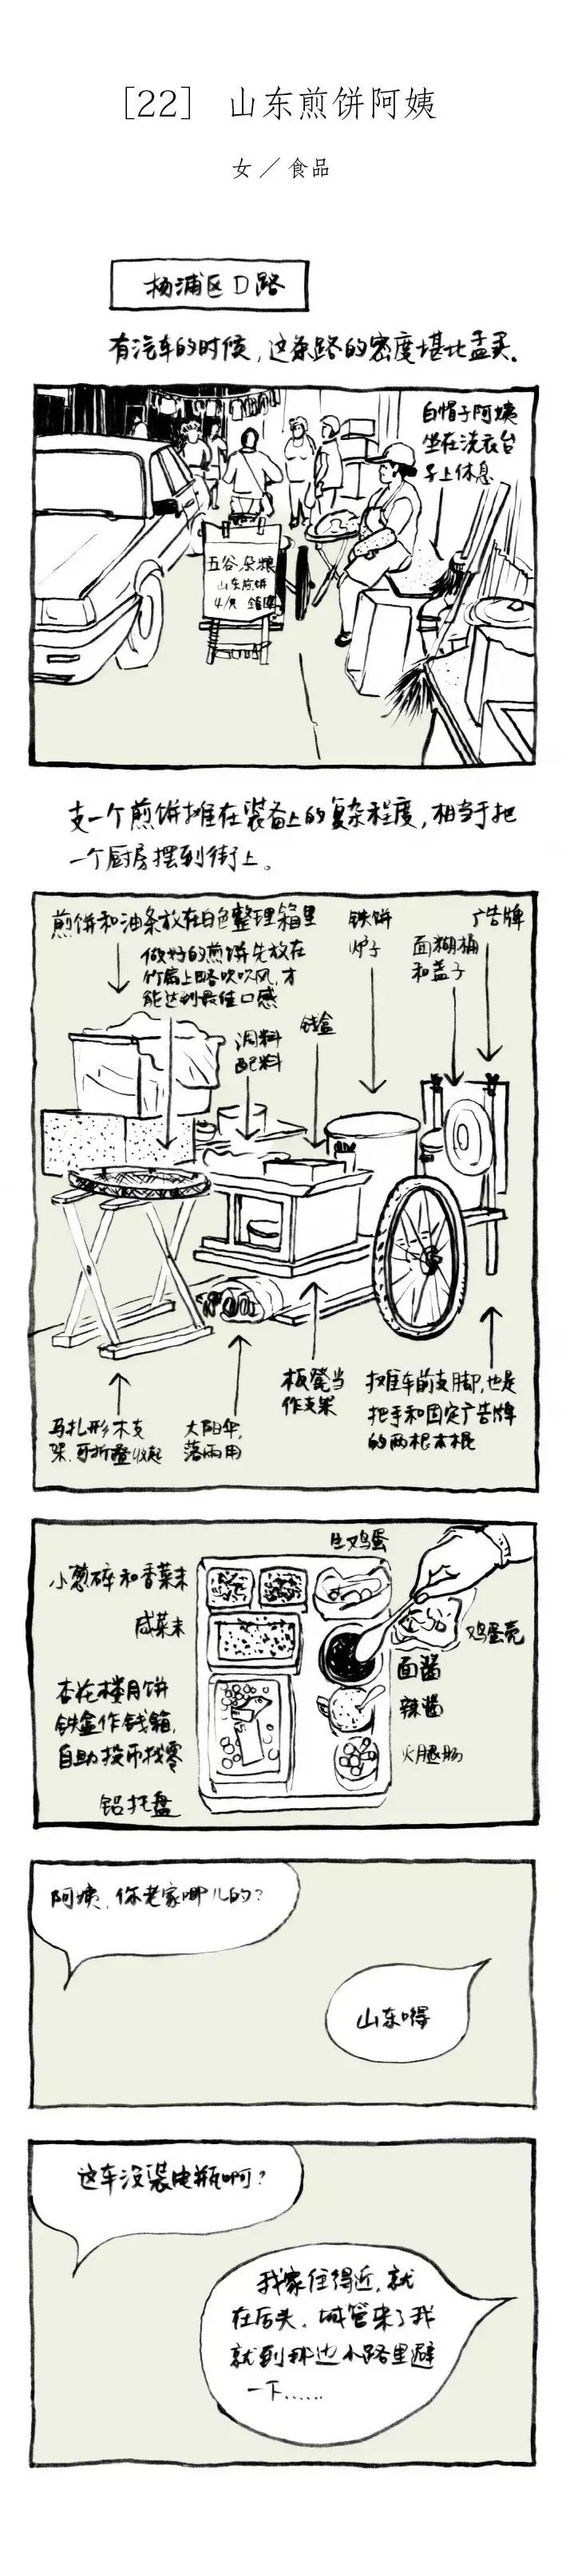 [22] 山东煎饼阿姨
女／食品
杨浦区D路
有汽车的时候，这条路的密度堪比孟买。
白帽子阿姨
坐在洗衣台
子上休息
五谷杂粮
山东煎饼
4/只
支一个煎饼摊在装备上的复杂程度，相当于把
一个厨房摆到街上。
煎饼和油条放在白色整理箱里
做好的煎饼先放在
竹扁上略吹吹风，才
能达到最佳口感
调料
配料
钱盒
铁饼
炉子
面糊桶
和盖子
广告牌
马扎形木支
架，可折叠收起
太阳伞，
落雨用
板凳当
作支架
摊车前支脚，也是
把手和固定广告牌
的两根木棍
生鸡蛋
小葱碎和香菜末
咸菜末
杏花楼月饼
铁盒作钱箱，
自助投币找零
铝托盘
鸡蛋壳
面酱
辣酱
火腿肠
阿姨，你老家哪儿的？
山东嘚
这车没装电瓶啊？
我家住得近，就
在后头。城管来了我
就到那边小路里避
一下……